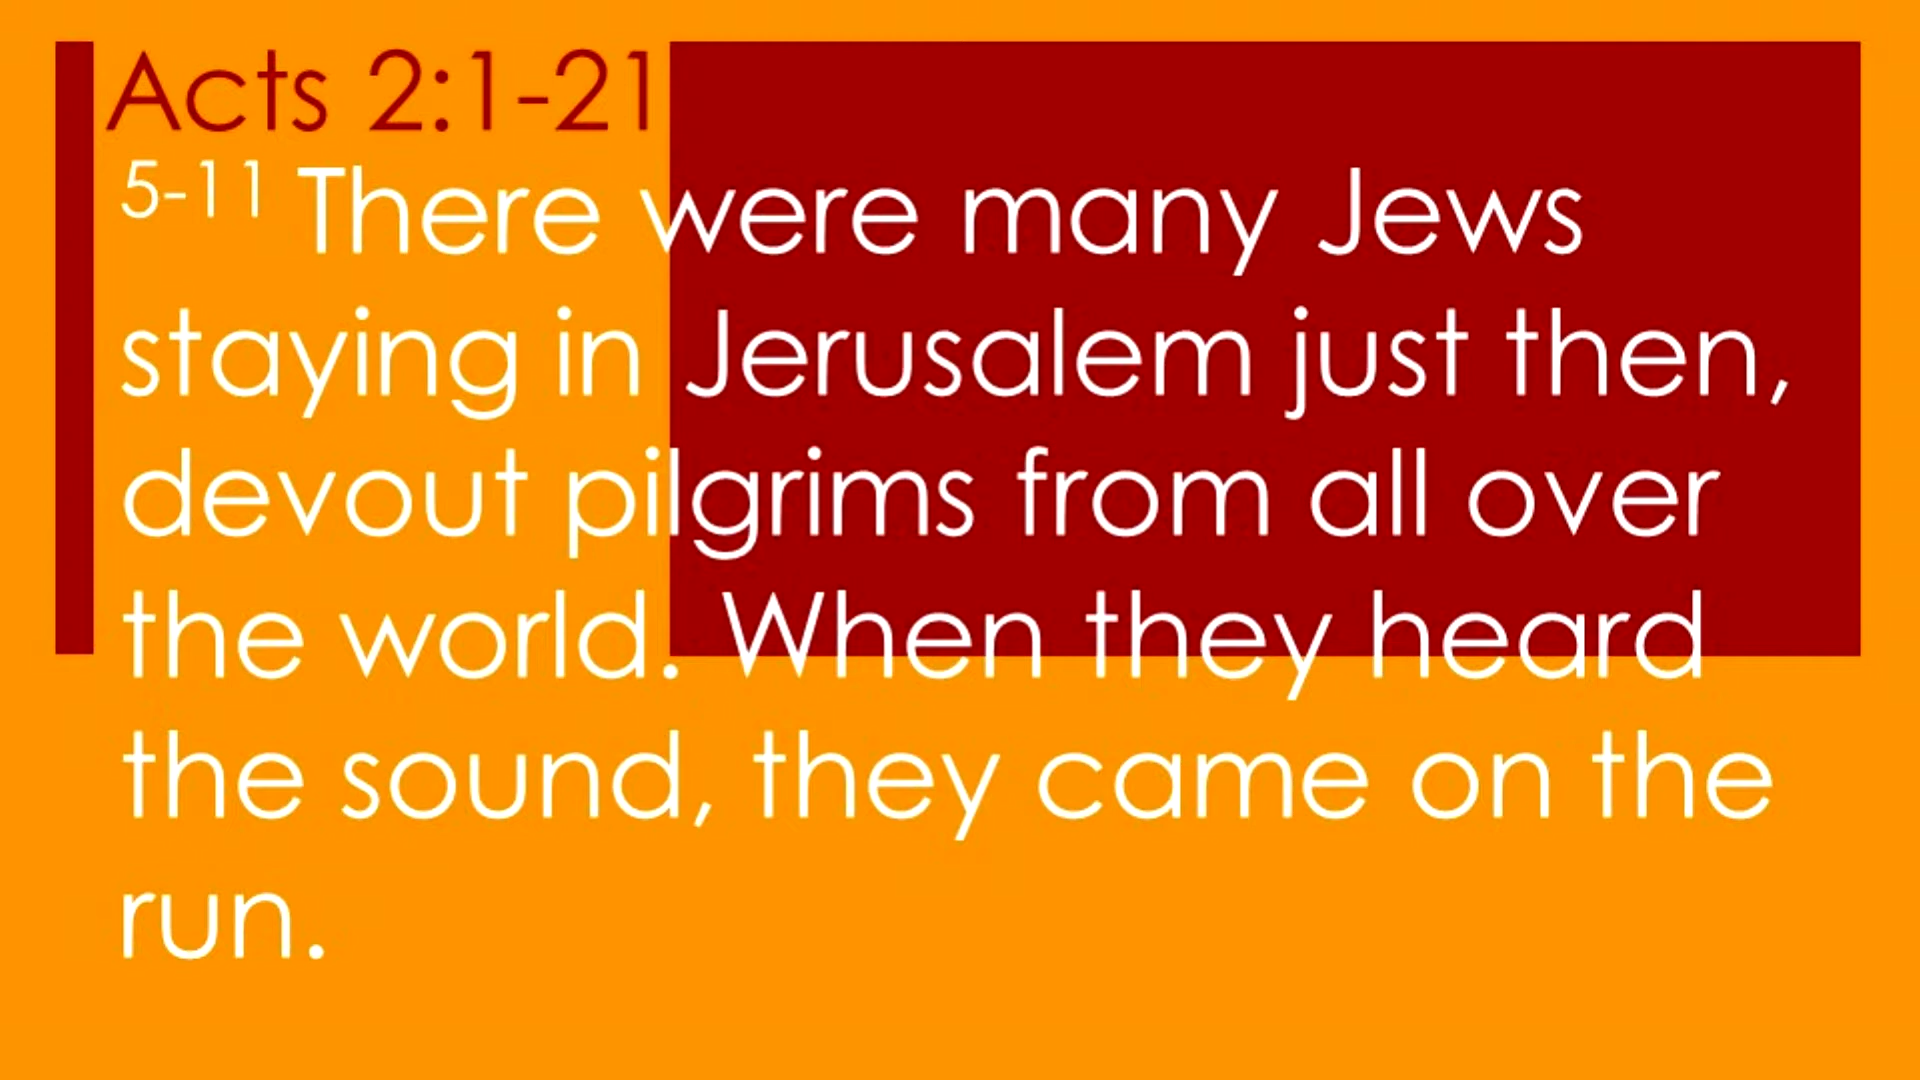 Acts 2:1-21
5-11 There were many Jews
staying in Jerusalem just then,
devout pilgrims from all over
the world. When they heard
the sound, they came on the
run.